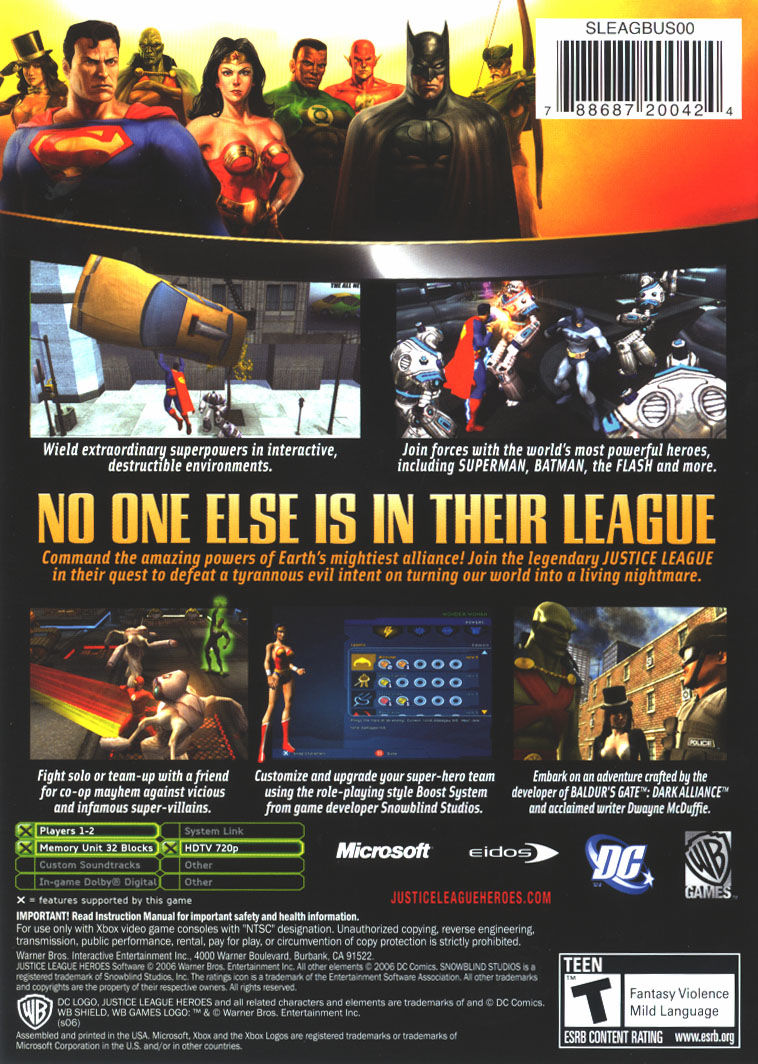 SLEAGBUS00
7 88687 20042 4
THE ALL NE
Wield extraordinary superpowers in interactive,
destructible environments.
Join forces with the world's most powerful heroes,
including SUPERMAN, BATMAN, the FLASH and more.
NO ONE ELSE IS IN THEIR LEAGUE
Command the amazing powers of Earth's mightiest alliance! Join the legendary JUSTICE LEAGUE
in their quest to defeat a tyrannous evil intent on turning our world into a living nightmare.
WONDER WOMAN
POWERS
POLICE
Fight solo or team-up with a friend
for co-op mayhem against vicious
and infamous super-villains.
Customize and upgrade your super-hero team
using the role-playing style Boost System
from game developer Snowblind Studios.
Embark on an adventure crafted by the
developer of BALDUR'S GATE™: DARK ALLIANCE™
and acclaimed writer Dwayne McDuffie.
X Players 1-2
System Link
X Memory Unit 32 Blocks
X HDTV 720p
Custom Soundtracks
Other
In-game Dolby® Digital
Other
X = features supported by this game
Microsoft
eidos
DC
WB
GAMES™
JUSTICELEAGUEHEROES.COM
IMPORTANT! Read Instruction Manual for important safety and health information.
For use only with Xbox video game consoles with "NTSC" designation. Unauthorized copying, reverse engineering,
transmission, public performance, rental, pay for play, or circumvention of copy protection is strictly prohibited.
Warner Bros. Interactive Entertainment Inc., 4000 Warner Boulevard, Burbank, CA 91522.
JUSTICE LEAGUE HEROES Software © 2006 Warner Bros. Entertainment Inc. All other elements © 2006 DC Comics. SNOWBLIND STUDIOS is a
registered trademark of Snowblind Studios, Inc. The ratings icon is a trademark of the Entertainment Software Association. All other trademarks
and copyrights are the property of their respective owners. All rights reserved.
WB
DC LOGO, JUSTICE LEAGUE HEROES and all related characters and elements are trademarks of and © DC Comics.
WB SHIELD, WB GAMES LOGO: ™ & © Warner Bros. Entertainment Inc.
(s06)
Assembled and printed in the USA. Microsoft, Xbox and the Xbox Logos are registered trademarks or trademarks of
Microsoft Corporation in the U.S. and/or in other countries.
TEEN
T
Fantasy Violence
Mild Language
ESRB CONTENT RATING www.esrb.org